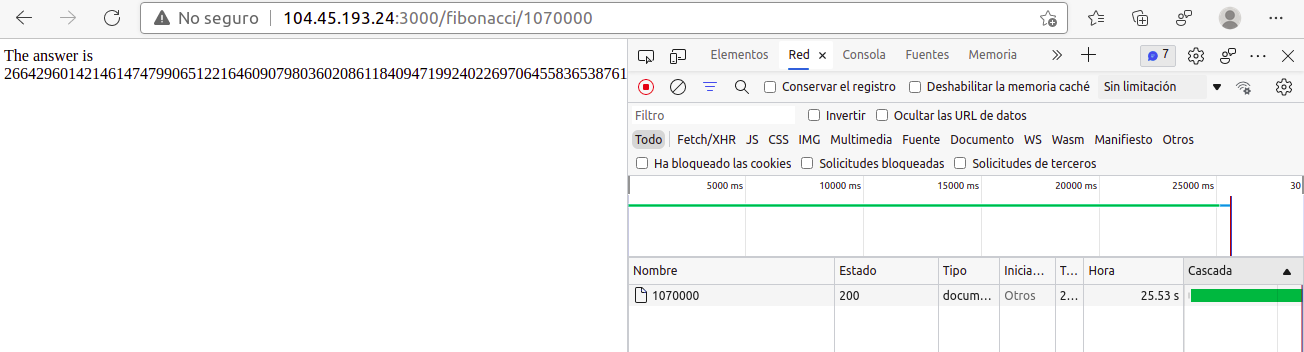 No seguro 104.45.193.24:3000/fibonacci/1070000
The answer is
266429601421461474799065122164609079803602086118409471992402269706455836538761
Elementos Red Consola Fuentes Memoria 7
Conservar el registro Deshabilitar la memoria caché Sin limitación
Filtro Invertir Ocultar las URL de datos
Todo Fetch/XHR JS CSS IMG Multimedia Fuente Documento WS Wasm Manifiesto Otros
Ha bloqueado las cookies Solicitudes bloqueadas Solicitudes de terceros
5000 ms 10000 ms 15000 ms 20000 ms 25000 ms 30
Nombre Estado Tipo Inicia... T... Hora Cascada
1070000 200 docum... Otros 2... 25.53 s